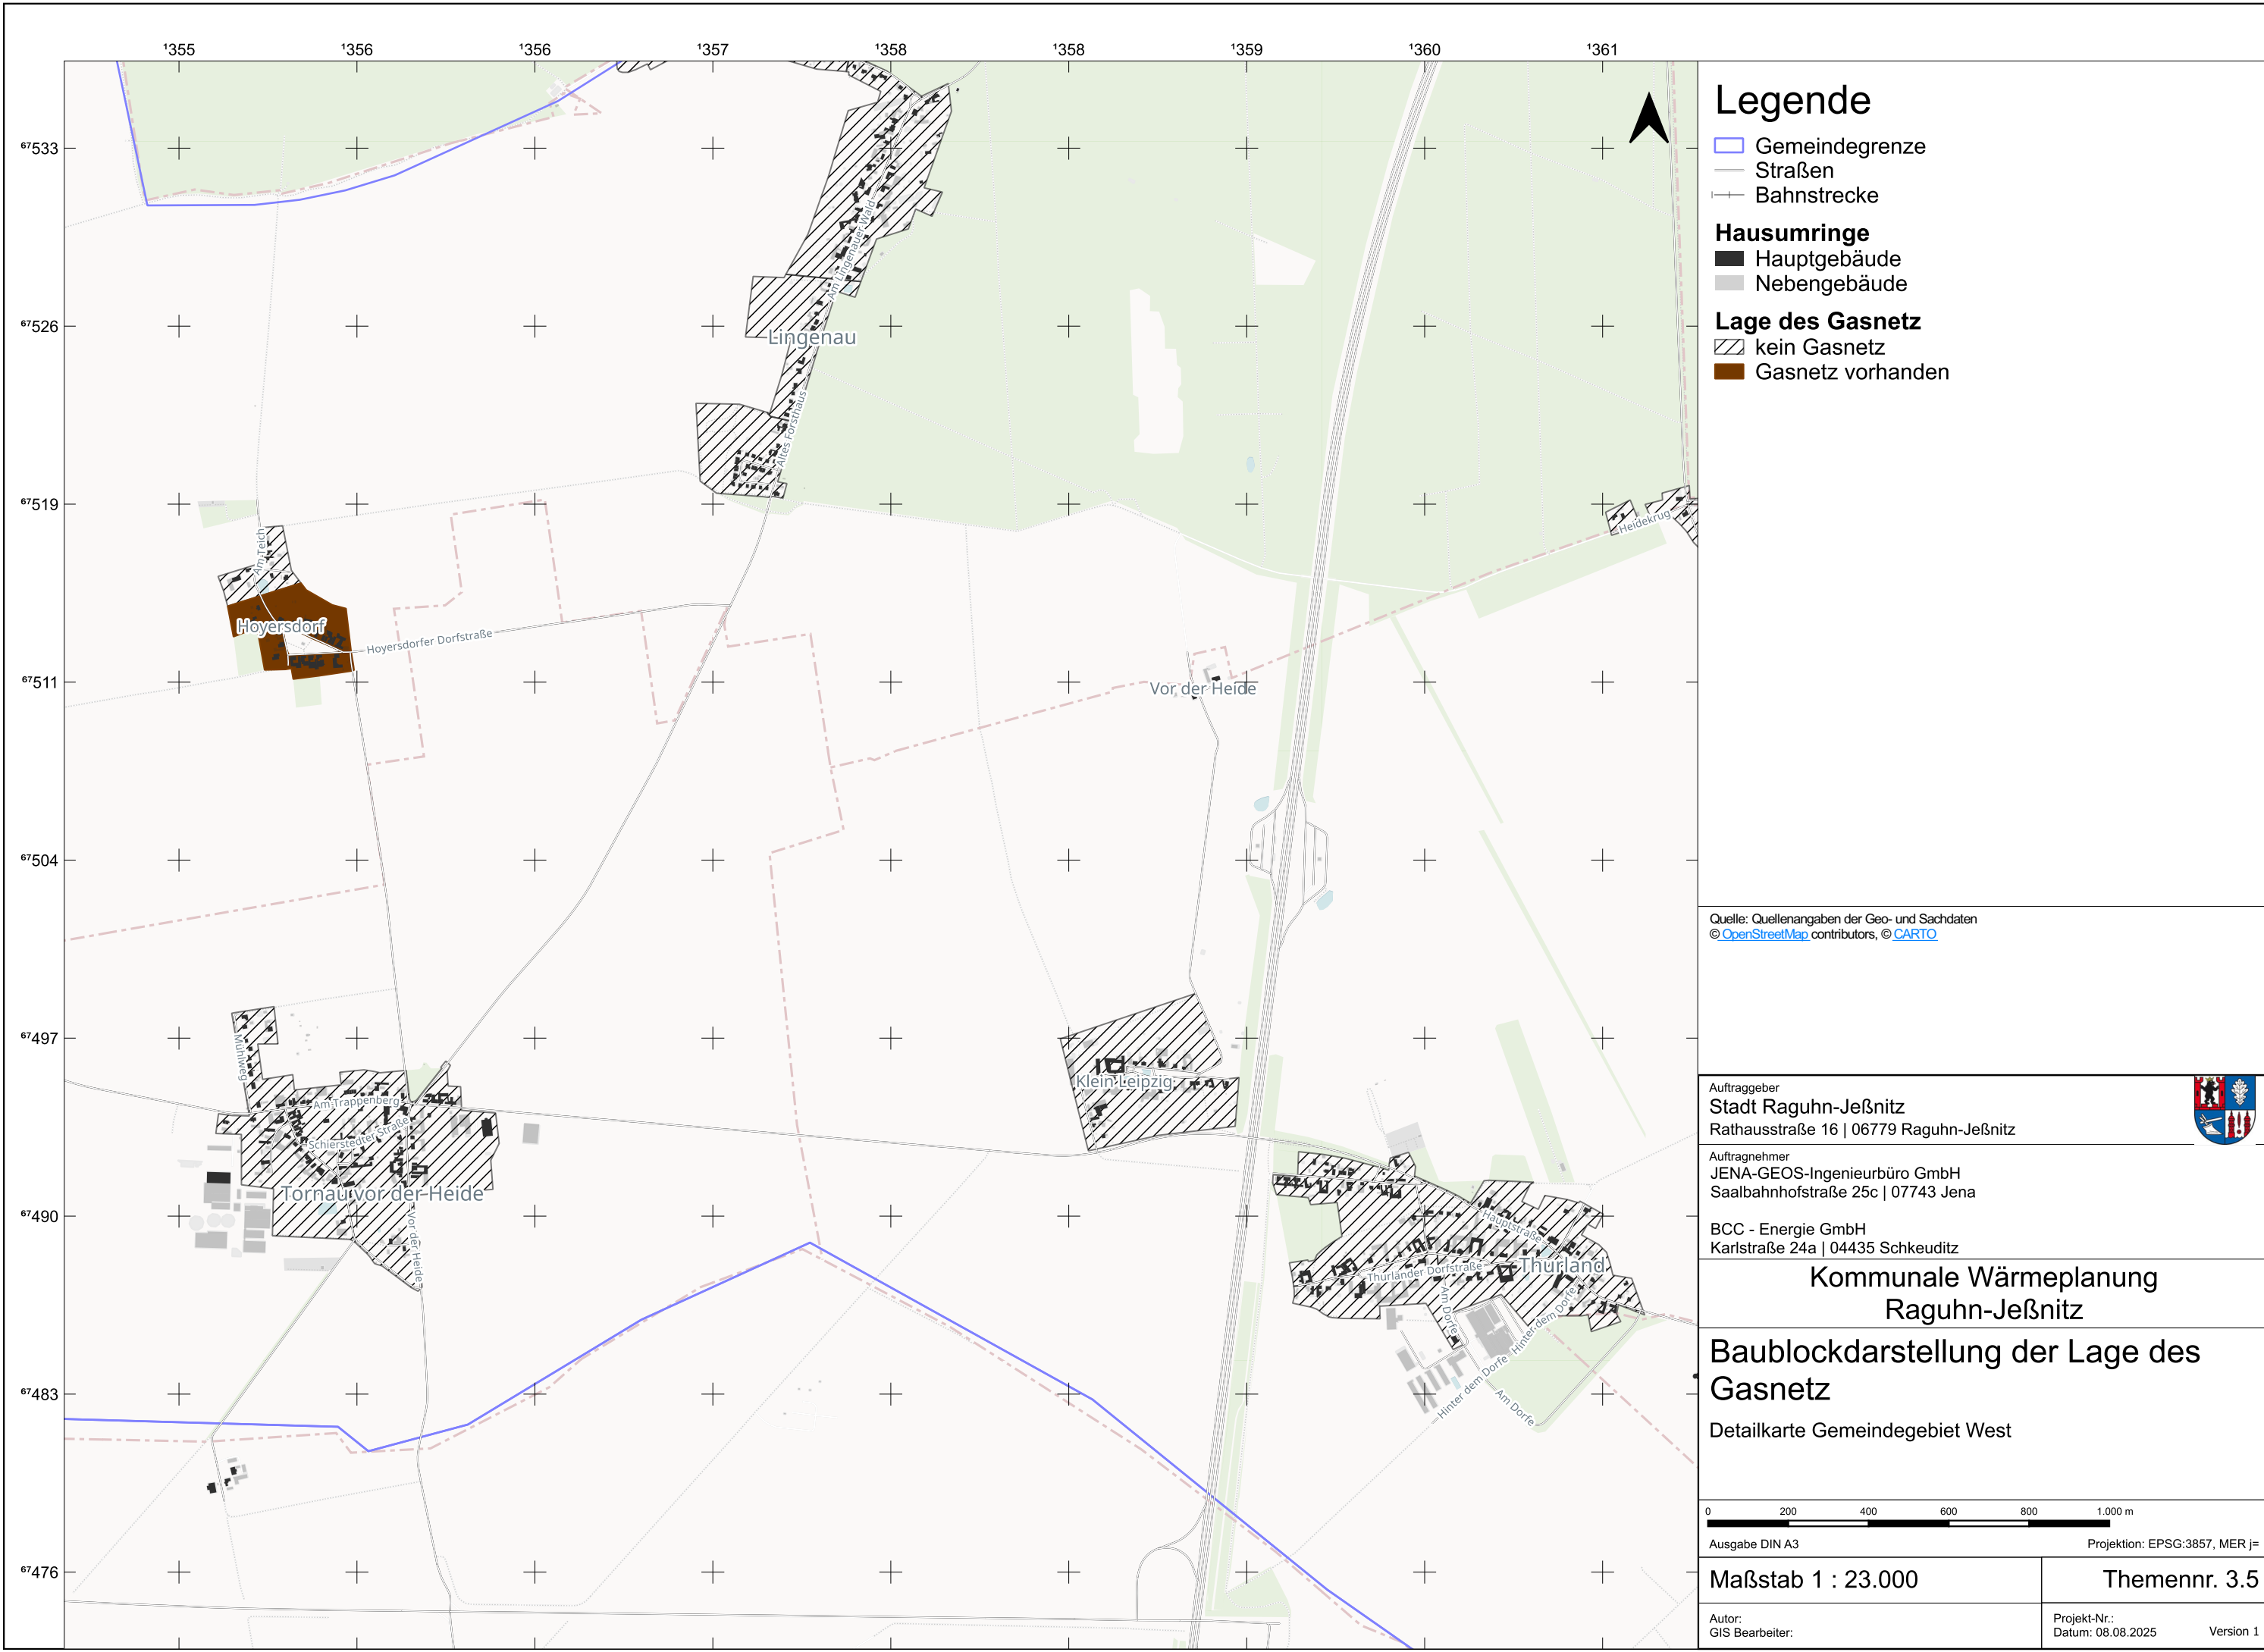 ¹355 ¹356 ¹356 ¹357 ¹358 ¹358 ¹359 ¹360 ¹361
⁶⁷533
⁶⁷526
⁶⁷519
⁶⁷511
⁶⁷504
⁶⁷497
⁶⁷490
⁶⁷483
⁶⁷476
Am Lingenauer Wald
Lingenau
Altes Forsthaus
Heidekrug
Am Teich
Hoyersdorf
Hoyersdorfer Dorfstraße
Vor der Heide
Mühlweg
Am Trappenberg
Schierstedter Straße
Tornau vor der Heide
Vor der Heide
Klein Leipzig
Hauptstraße
Thurland
Thurländer Dorfstraße
Am Dorfe
Hinter dem Dorfe
Hinter dem Dorfe
Am Dorfe
Legende
Gemeindegrenze
Straßen
Bahnstrecke
Hausumringe
Hauptgebäude
Nebengebäude
Lage des Gasnetz
kein Gasnetz
Gasnetz vorhanden
Quelle: Quellenangaben der Geo- und Sachdaten
© OpenStreetMap contributors, © CARTO
Auftraggeber
Stadt Raguhn-Jeßnitz
Rathausstraße 16 | 06779 Raguhn-Jeßnitz
Auftragnehmer
JENA-GEOS-Ingenieurbüro GmbH
Saalbahnhofstraße 25c | 07743 Jena
BCC - Energie GmbH
Karlstraße 24a | 04435 Schkeuditz
Kommunale Wärmeplanung
Raguhn-Jeßnitz
Baublockdarstellung der Lage des
Gasnetz
Detailkarte Gemeindegebiet West
0 200 400 600 800 1.000 m
Ausgabe DIN A3 Projektion: EPSG:3857, MER j=
Maßstab 1 : 23.000 Themennr. 3.5
Autor:
GIS Bearbeiter:
Projekt-Nr.:
Datum: 08.08.2025 Version 1